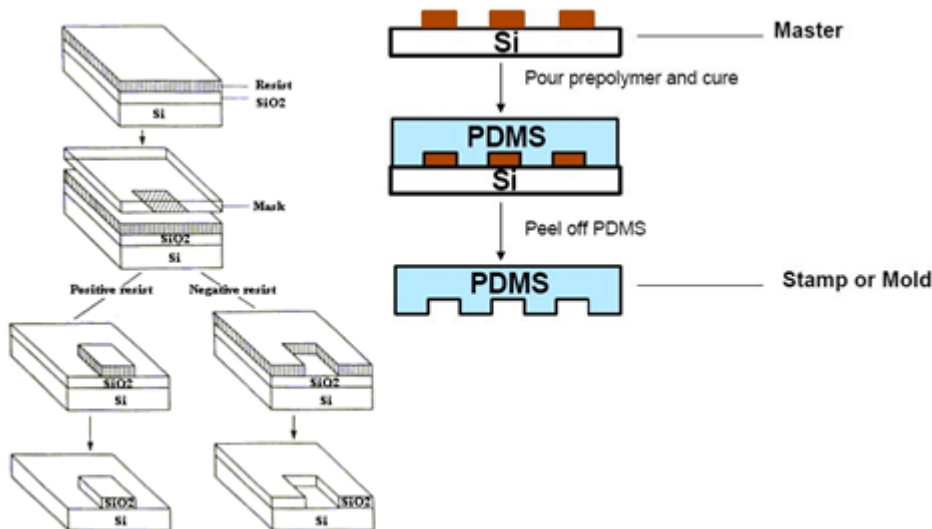 Resist
SiO2
Si
Mask
SiO2
Si
Positive resist
Negative resist
SiO2
Si
SiO2
Si
SiO2
Si
SiO2
Si
Si
Master
Pour prepolymer and cure
PDMS
Si
Peel off PDMS
PDMS
Stamp or Mold